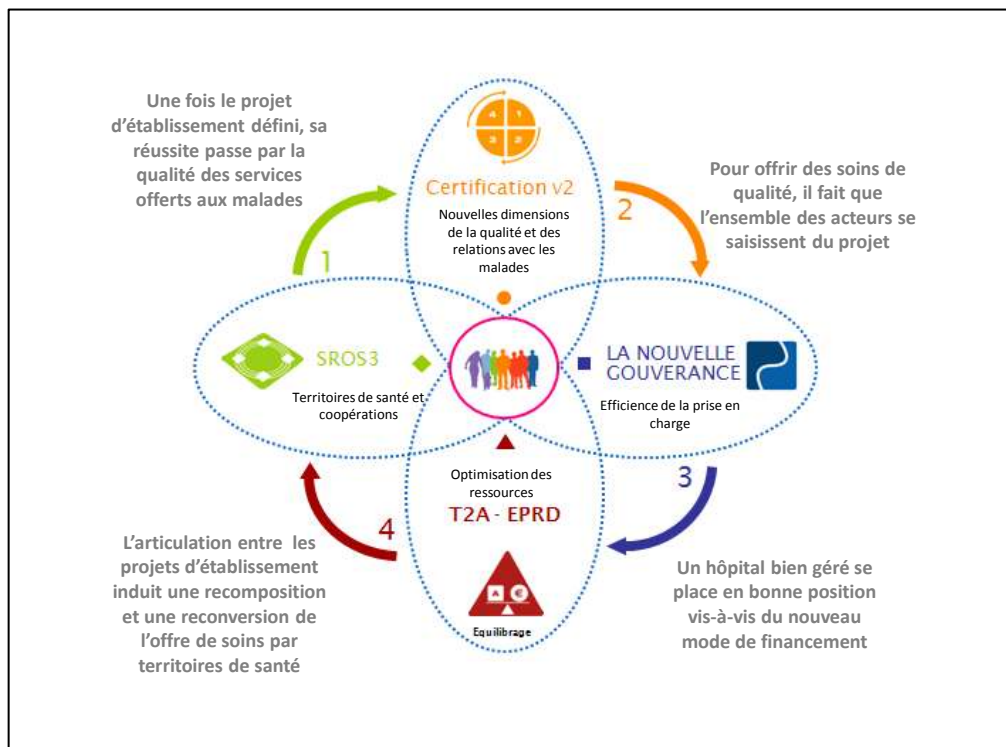 Une fois le projet
d'établissement défini, sa
réussite passe par la
qualité des services
offerts aux malades
1
4 1
3 2
Certification v2
Nouvelles dimensions
de la qualité et des
relations avec les
malades
2
Pour offrir des soins de
qualité, il fait que
l'ensemble des acteurs se
saisissent du projet
SROS3
Territoires de santé et
coopérations
LA NOUVELLE
GOUVERANCE
Efficience de la prise en
charge
3
Un hôpital bien géré se
place en bonne position
vis-à-vis du nouveau
mode de financement
Optimisation des
ressources
T2A - EPRD
A €
Equilibrage
4
L'articulation entre les
projets d'établissement
induit une recomposition
et une reconversion de
l'offre de soins par
territoires de santé